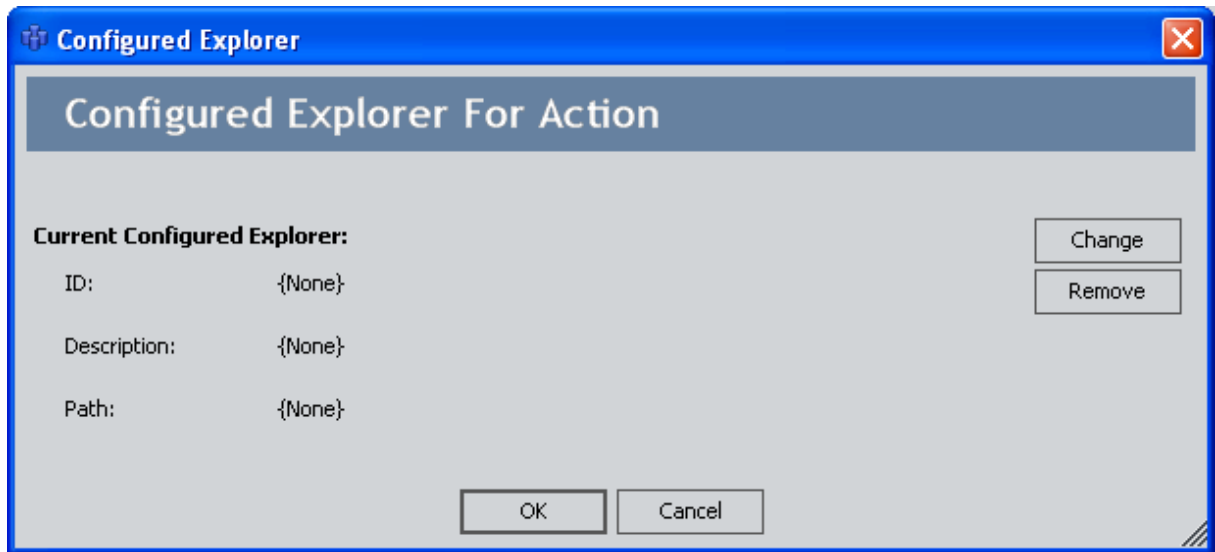 Configured Explorer
Configured Explorer For Action
Current Configured Explorer:
Change
ID: {None}
Remove
Description: {None}
Path: {None}
OK Cancel